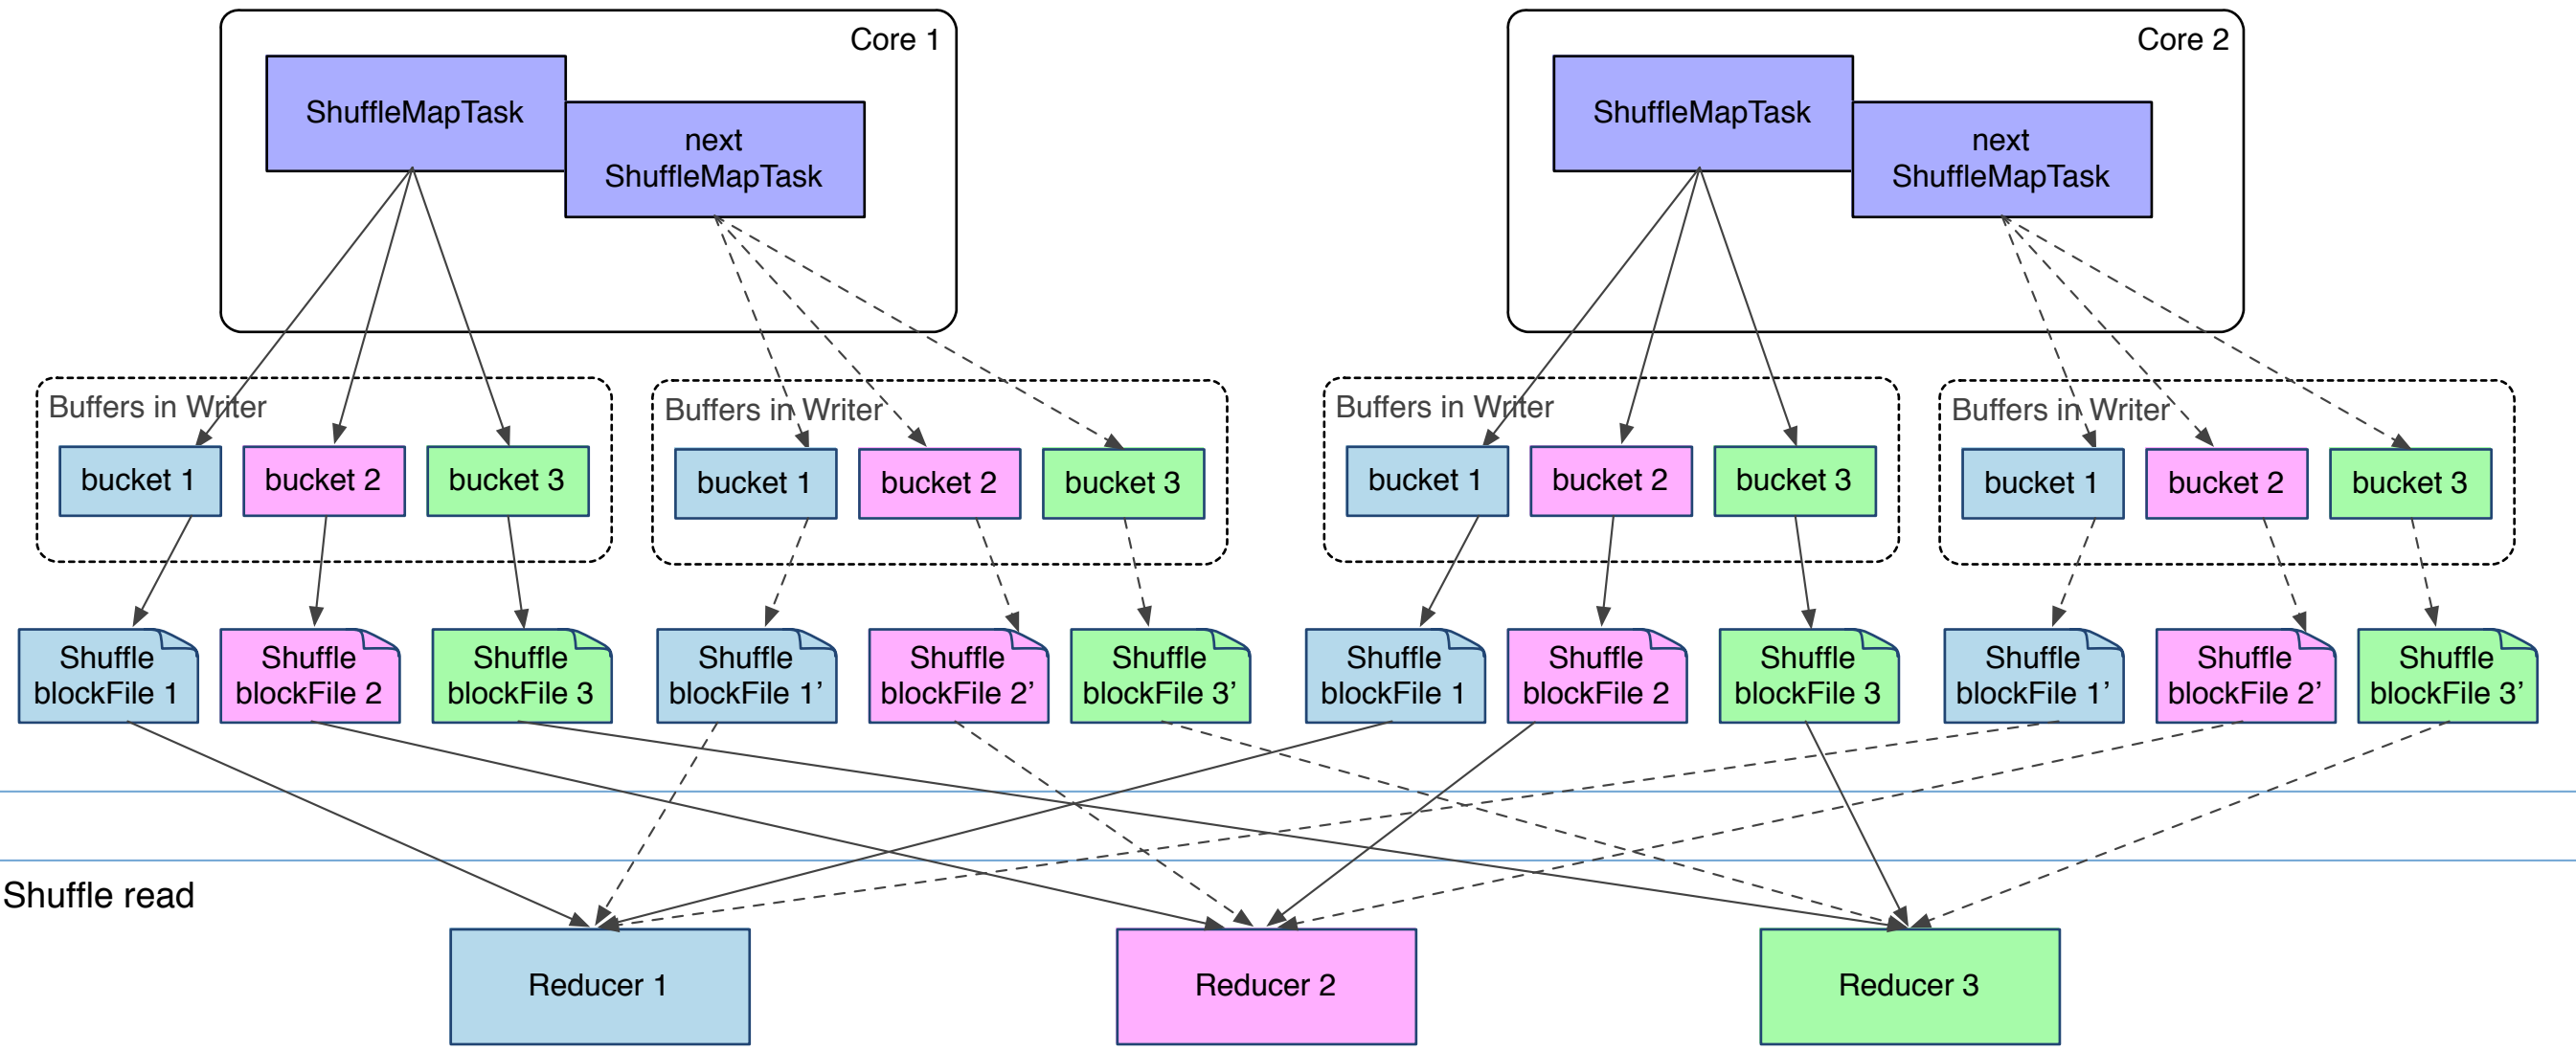 Core 1
Core 2
ShuffleMapTask
next
ShuffleMapTask
ShuffleMapTask
next
ShuffleMapTask
Buffers in Writer
bucket 1
bucket 2
bucket 3
Buffers in Writer
bucket 1
bucket 2
bucket 3
Buffers in Writer
bucket 1
bucket 2
bucket 3
Buffers in Writer
bucket 1
bucket 2
bucket 3
Shuffle
blockFile 1
Shuffle
blockFile 2
Shuffle
blockFile 3
Shuffle
blockFile 1’
Shuffle
blockFile 2’
Shuffle
blockFile 3’
Shuffle
blockFile 1
Shuffle
blockFile 2
Shuffle
blockFile 3
Shuffle
blockFile 1’
Shuffle
blockFile 2’
Shuffle
blockFile 3’
Shuffle read
Reducer 1
Reducer 2
Reducer 3